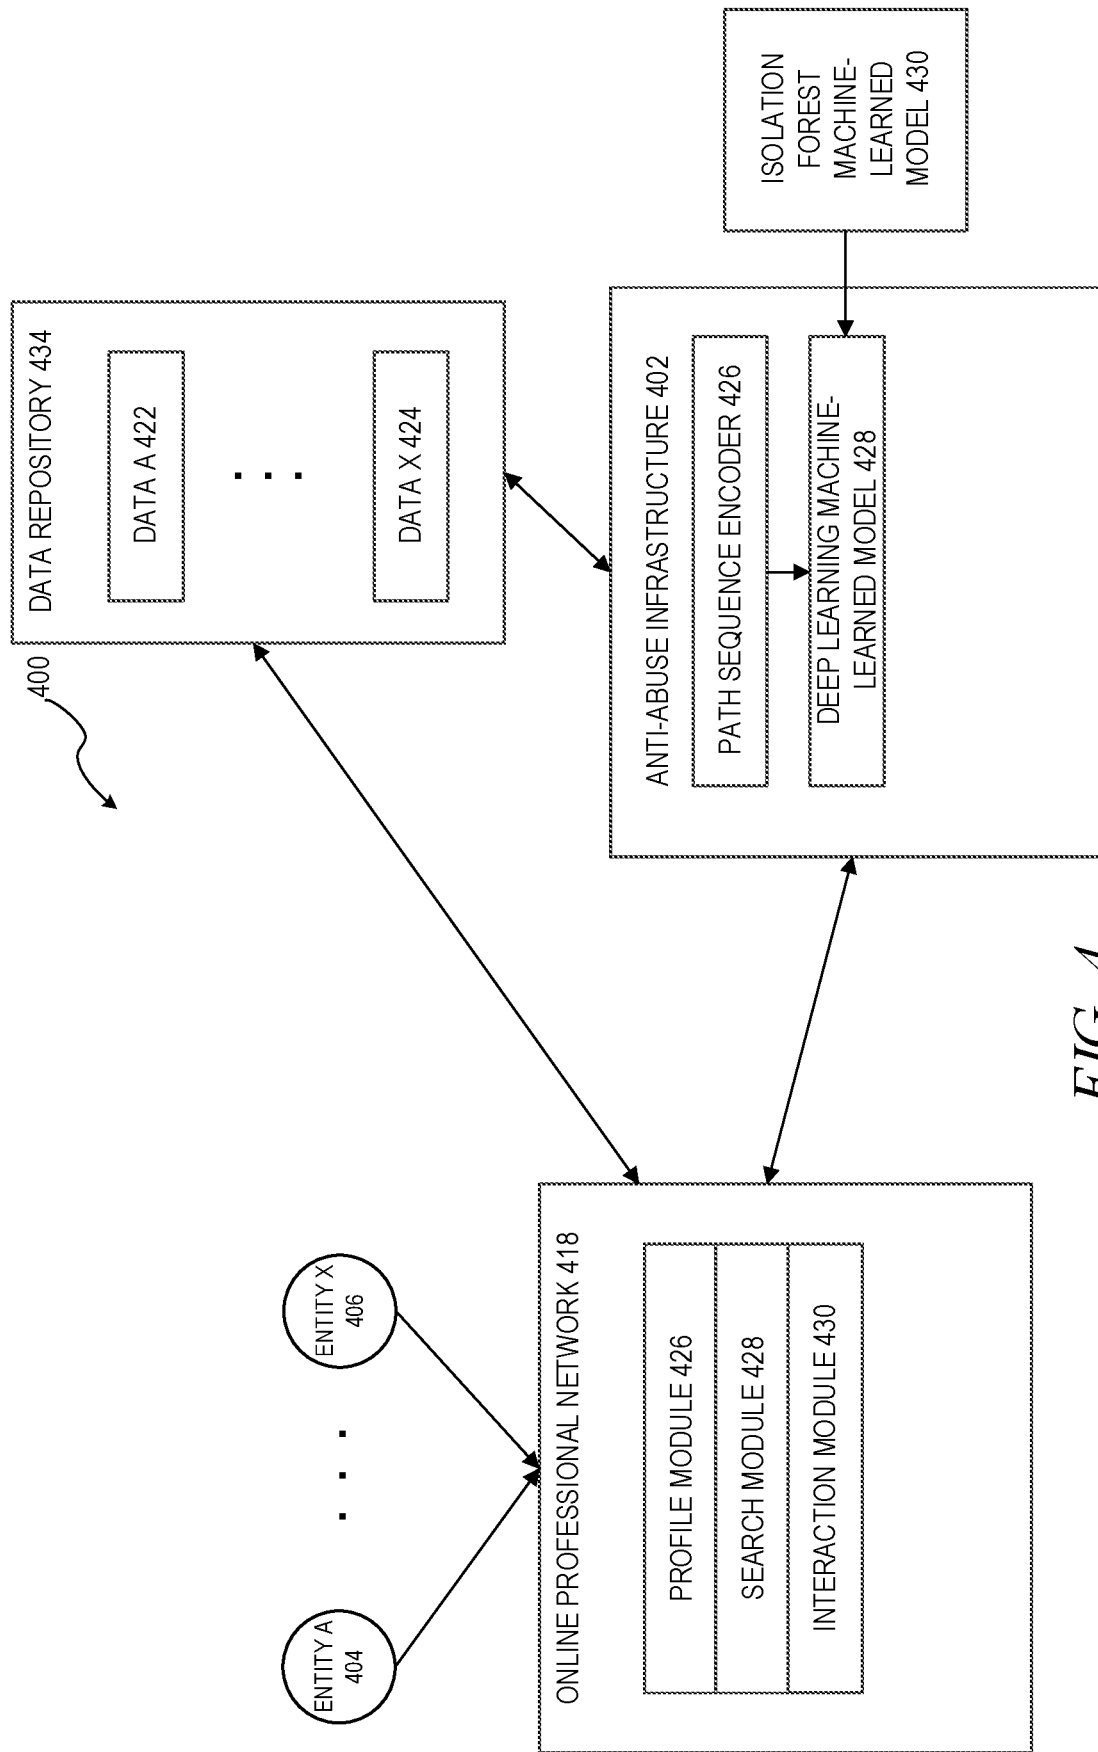 400
ENTITY A
404
ENTITY X
406
ONLINE PROFESSIONAL NETWORK 418
PROFILE MODULE 426
SEARCH MODULE 428
INTERACTION MODULE 430
DATA REPOSITORY 434
DATA A 422
DATA X 424
ANTI-ABUSE INFRASTRUCTURE 402
PATH SEQUENCE ENCODER 426
DEEP LEARNING MACHINE-
LEARNED MODEL 428
ISOLATION
FOREST
MACHINE-
LEARNED
MODEL 430
FIG. 4